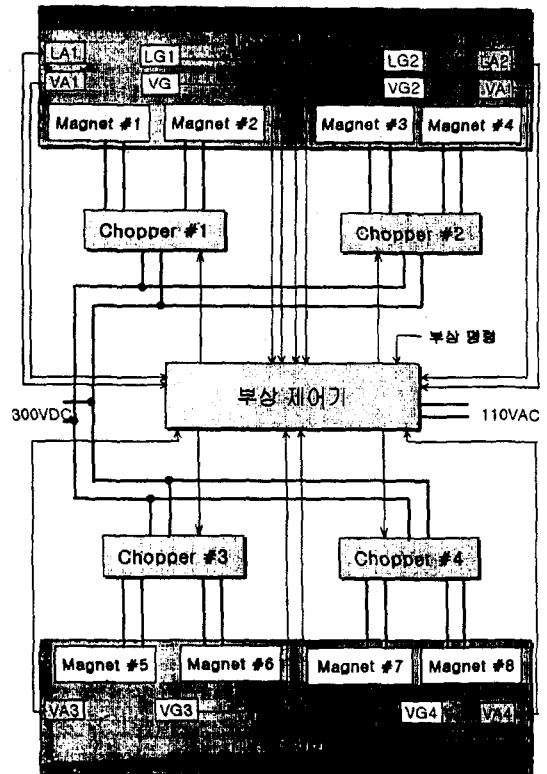 LA1 LG1 LG2 LA2
VA1 VG VG2 VA
Magnet #1 Magnet #2 Magnet #3 Magnet #4
Chopper #1 Chopper #2
부상 명령
부상 제어기
300VDC 110VAC
Chopper #3 Chopper #4
Magnet #5 Magnet #6 Magnet #7 Magnet #8
VA3 VG3 VG4 VA4